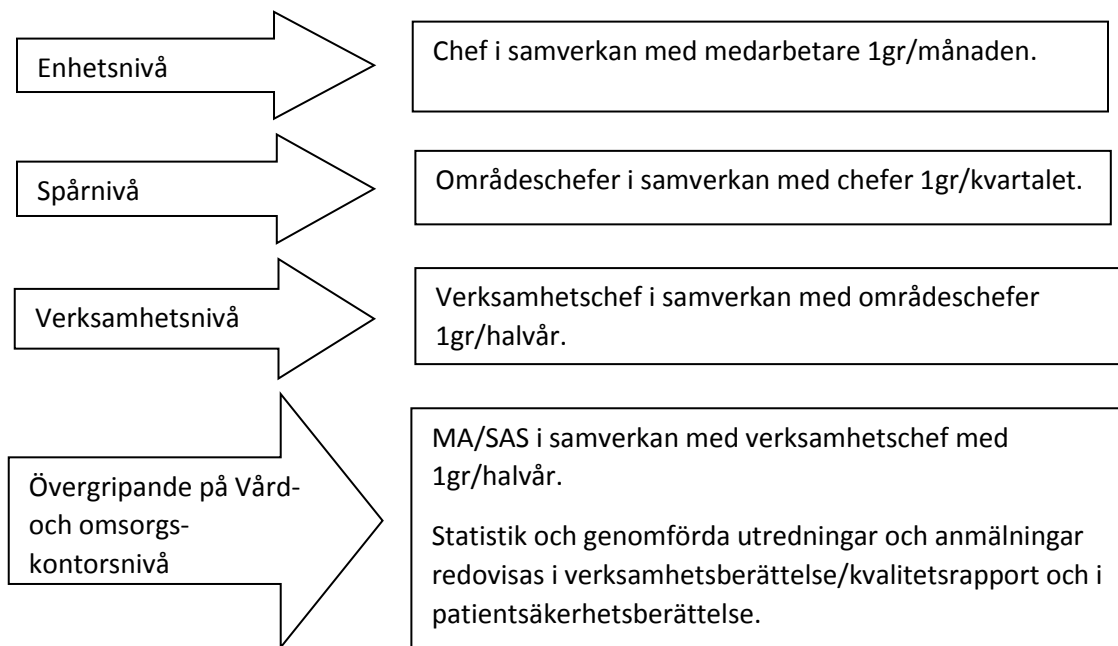 Enhetsnivå
Chef i samverkan med medarbetare 1gr/månaden.
Spårnivå
Områdeschefer i samverkan med chefer 1gr/kvartalet.
Verksamhetsnivå
Verksamhetschef i samverkan med områdeschefer
1gr/halvår.
Övergripande på Vård-
och omsorgs-
kontorsnivå
MA/SAS i samverkan med verksamhetschef med
1gr/halvår.
Statistik och genomförda utredningar och anmälningar
redovisas i verksamhetsberättelse/kvalitetsrapport och i
patientsäkerhetsberättelse.